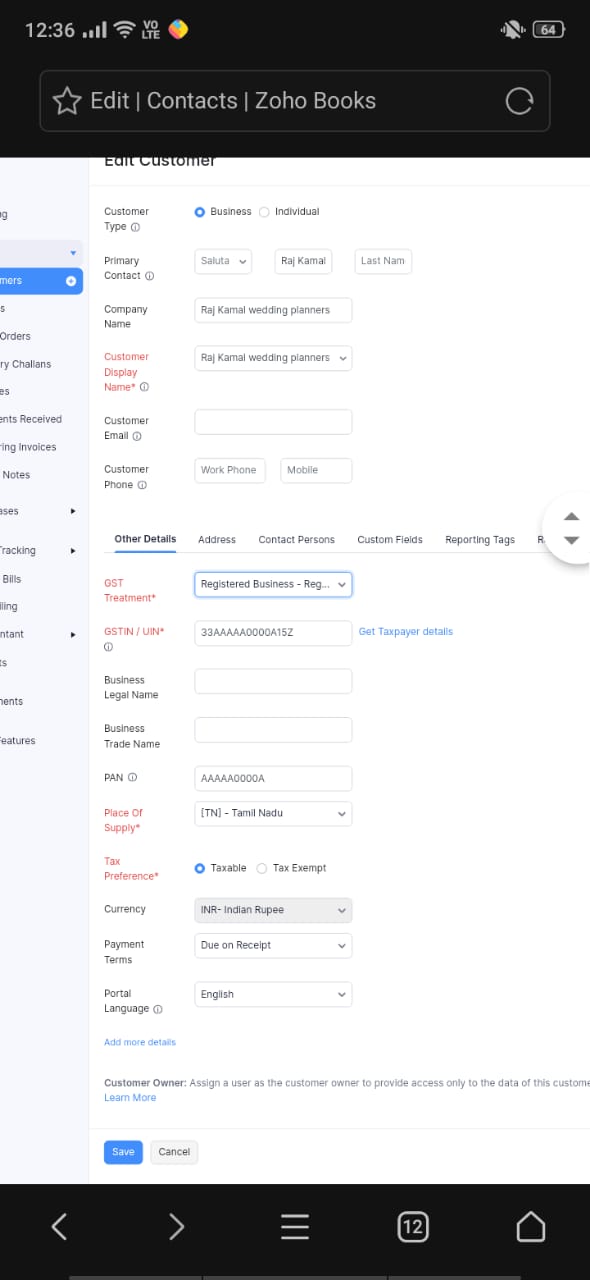 12:36
VO
LTE
64
Edit | Contacts | Zoho Books
Edit Customer
Customer
Type
Business
Individual
Primary
Contact
Saluta
Raj Kamal
Last Nam
Company
Name
Raj Kamal wedding planners
Customer
Display
Name*
Raj Kamal wedding planners
Customer
Email
Customer
Phone
Work Phone
Mobile
Other Details
Address
Contact Persons
Custom Fields
Reporting Tags
R
GST
Treatment*
Registered Business - Reg...
GSTIN / UIN*
33AAAAA0000A15Z
Get Taxpayer details
Business
Legal Name
Business
Trade Name
PAN
AAAAA0000A
Place Of
Supply*
[TN] - Tamil Nadu
Tax
Preference*
Taxable
Tax Exempt
Currency
INR- Indian Rupee
Payment
Terms
Due on Receipt
Portal
Language
English
Add more details
Customer Owner: Assign a user as the customer owner to provide access only to the data of this custome
Learn More
Save
Cancel
ng
mers
s
Orders
ry Challans
es
ents Received
ring Invoices
Notes
ases
Tracking
Bills
iling
ntant
ts
ments
Features
12